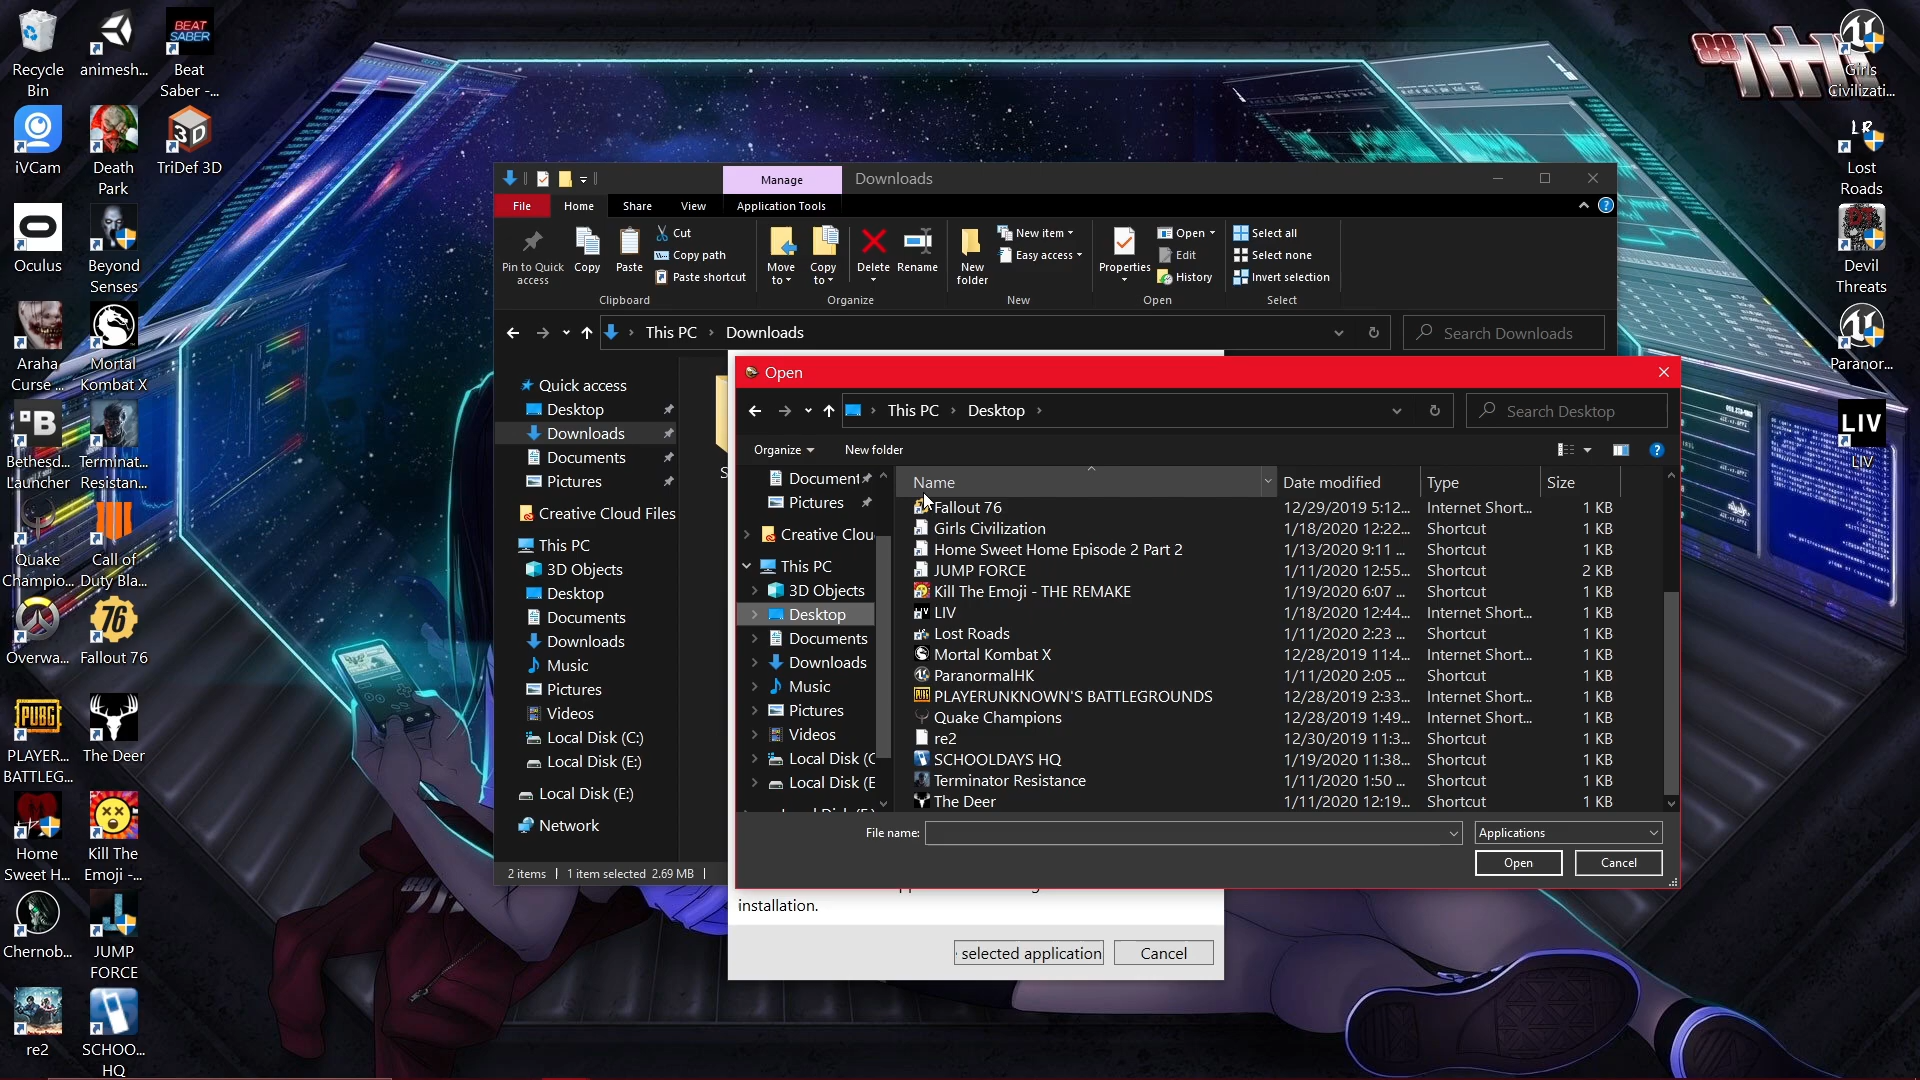 Recycle
Bin
animesh...
Beat
Saber -...
iVCam
Death
Park
TriDef 3D
Oculus
Beyond
Senses
Araha
Curse ...
Mortal
Kombat X
Bethesd...
Launcher
Terminat...
Resistan...
Quake
Champio...
Call of
Duty Bla...
Overwa...
Fallout 76
PLAYER...
BATTLEG...
The Deer
Home
Sweet H...
Kill The
Emoji -...
Chernob...
JUMP
FORCE
re2
SCHOO...
HQ
Girls
Civilizati...
Lost
Roads
Devil
Threats
Paranor...
LIV
LIV
BEAT
SABER
3D
76
PUBG
LR
88
Manage
Downloads
File
Home
Share
View
Application Tools
Pin to Quick
access
Copy
Paste
Cut
Copy path
Paste shortcut
Clipboard
Move
to
Copy
to
Delete
Rename
Organize
New
folder
New item
Easy access
New
Properties
Open
Edit
History
Open
Select all
Select none
Invert selection
Select
This PC
Downloads
Search Downloads
Quick access
Desktop
Downloads
Documents
Pictures
Creative Cloud Files
This PC
3D Objects
Desktop
Documents
Downloads
Music
Pictures
Videos
Local Disk (C:)
Local Disk (E:)
Local Disk (E:)
Network
2 items
1 item selected 2.69 MB
Open
This PC
Desktop
Search Desktop
Organize
New folder
Document
Pictures
Creative Clou
This PC
3D Objects
Desktop
Documents
Downloads
Music
Pictures
Videos
Local Disk (C
Local Disk (E
Name Date modified Type Size
Fallout 76 12/29/2019 5:12... Internet Short... 1 KB
Girls Civilization 1/18/2020 12:22... Shortcut 1 KB
Home Sweet Home Episode 2 Part 2 1/13/2020 9:11 ... Shortcut 1 KB
JUMP FORCE 1/11/2020 12:55... Shortcut 2 KB
Kill The Emoji - THE REMAKE 1/19/2020 6:07 ... Shortcut 1 KB
LIV 1/18/2020 12:44... Internet Short... 1 KB
Lost Roads 1/11/2020 2:23 ... Shortcut 1 KB
Mortal Kombat X 12/28/2019 11:4... Internet Short... 1 KB
ParanormalHK 1/11/2020 2:05 ... Shortcut 1 KB
PLAYERUNKNOWN'S BATTLEGROUNDS 12/28/2019 2:33... Internet Short... 1 KB
Quake Champions 12/28/2019 1:49... Internet Short... 1 KB
re2 12/30/2019 11:3... Shortcut 1 KB
SCHOOLDAYS HQ 1/19/2020 11:38... Shortcut 1 KB
Terminator Resistance 1/11/2020 1:50 ... Shortcut 1 KB
The Deer 1/11/2020 12:19... Shortcut 1 KB
File name:
Applications
Open
Cancel
installation.
selected application
Cancel